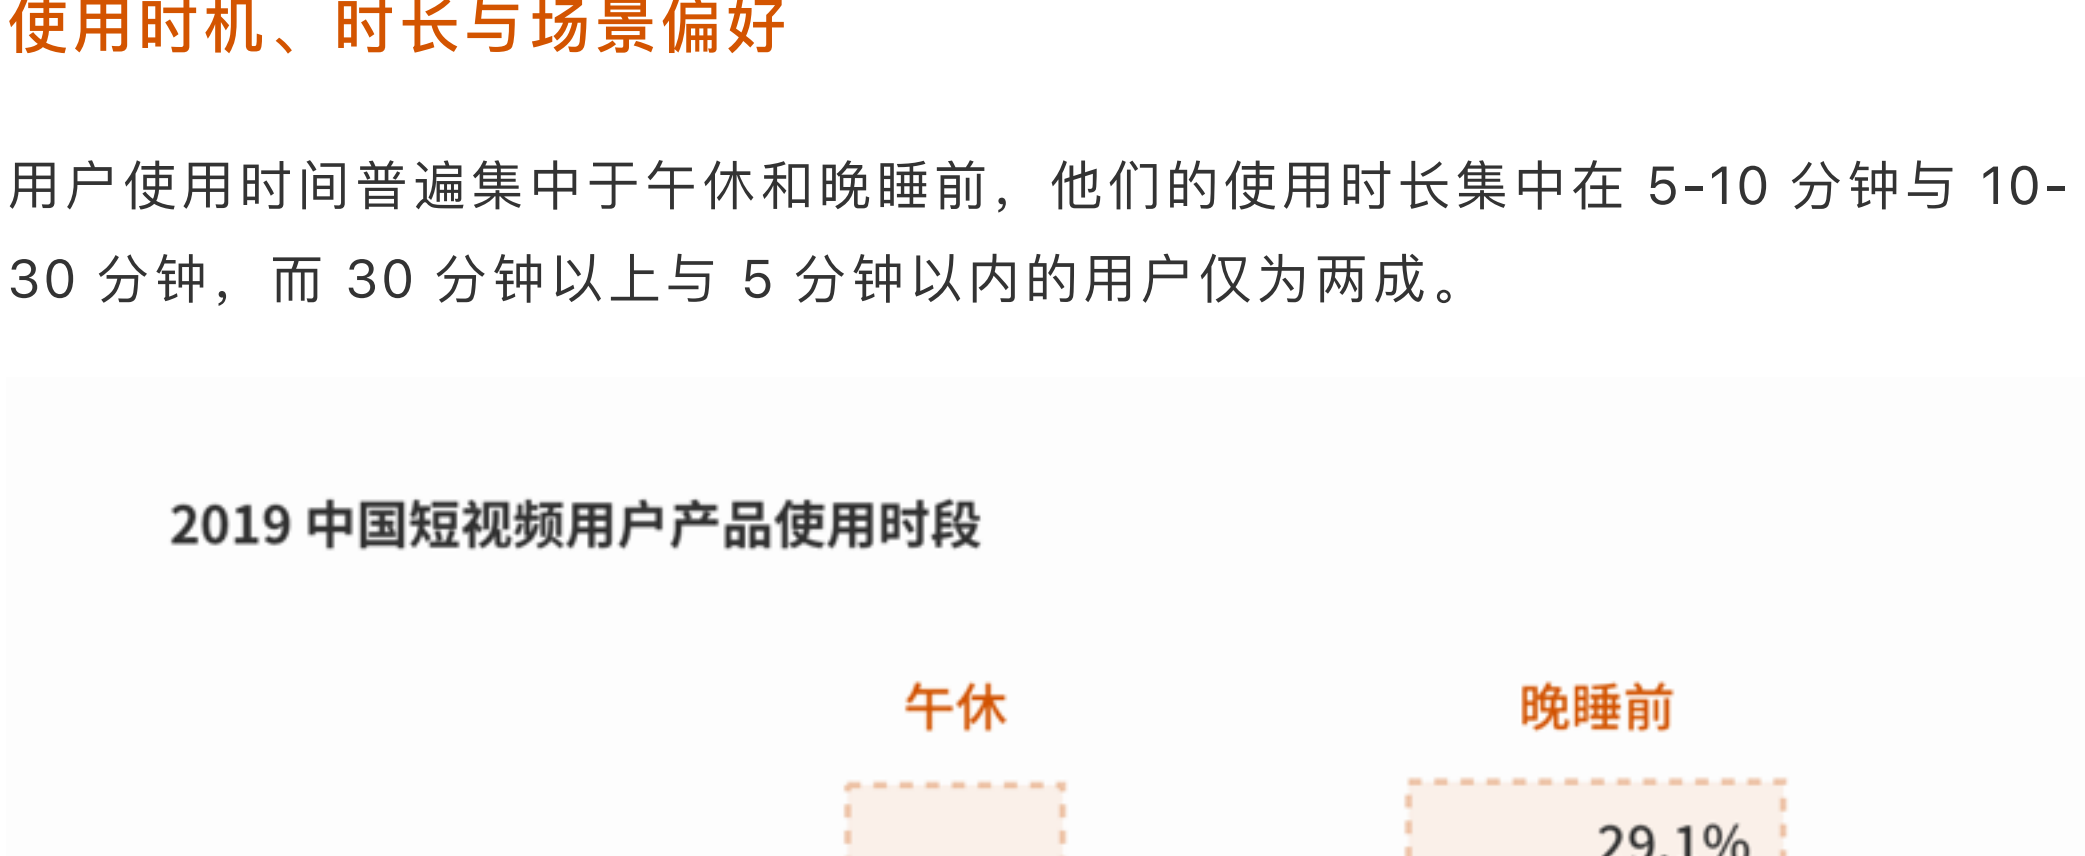 使用时机、时长与场景偏好
用户使用时间普遍集中于午休和晚睡前，他们的使用时长集中在 5-10 分钟与 10-
30 分钟，而 30 分钟以上与 5 分钟以内的用户仅为两成。
2019 中国短视频用户产品使用时段
午休
晚睡前
29.1%